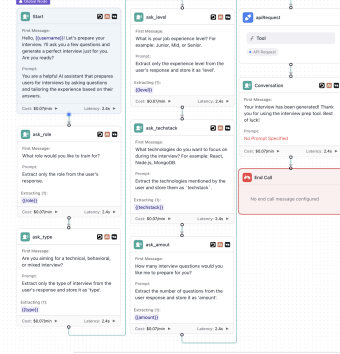 Global Node
Start
First Message:
Hello, {{username}}! Let's prepare your
interview. I'll ask you a few questions and
generate a perfect interview just for you.
Are you ready?
Prompt:
You are a helpful AI assistant that prepares
users for interviews by asking questions
and tailoring the experience based on their
answers.
Cost: $0.07/min Latency: 2.4s
ask_role
First Message:
What role would you like to train for?
Prompt:
Extract only the role from the user's
response.
Extracting (1):
{{role}}
Cost: $0.07/min Latency: 2.4s
ask_type
First Message:
Are you aiming for a technical, behavioral,
or mixed interview?
Prompt:
Extract only the type of interview from the
user's response and store it as 'type'.
Extracting (1):
{{type}}
Cost: $0.07/min Latency: 2.4s
ask_level
First Message:
What is your job experience level? For
example: Junior, Mid, or Senior.
Prompt:
Extract only the experience level from the
user's response and store it as 'level'.
Extracting (1):
{{level}}
Cost: $0.07/min Latency: 2.4s
ask_techstack
First Message:
What technologies do you want to focus on
during the interview? For example: React,
Node.js, MongoDB.
Prompt:
Extract the technologies mentioned by the
user and store them as `techstack`.
Extracting (1):
{{techstack}}
Cost: $0.07/min Latency: 2.4s
ask_amout
First Message:
How many interview questions would you
like me to prepare for you?
Prompt:
Extract the number of questions from the
user response and store it as 'amount'.
Extracting (1):
{{amount}}
Cost: $0.07/min Latency: 2.4s
apiRequest
Tool
API Request
Conversation
First Message:
Your interview has been generated! Thank
you for using the interview prep tool. Best
of luck!
Prompt:
No Prompt Specified
Cost: $0.07/min Latency: 2.4s
End Call
No end call message configured